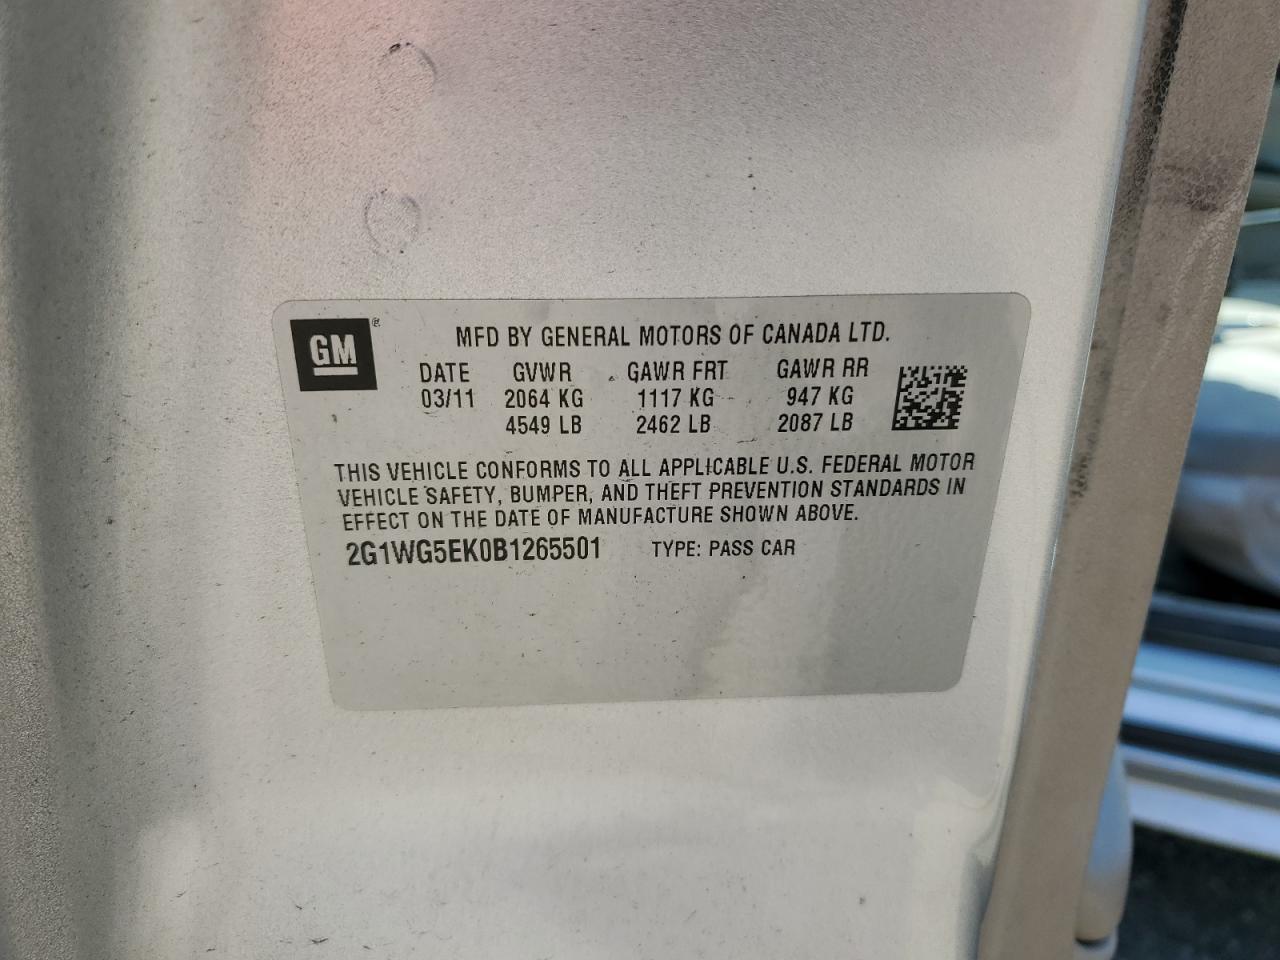 GM®
MFD BY GENERAL MOTORS OF CANADA LTD.
DATE GVWR GAWR FRT GAWR RR
03/11 2064 KG 1117 KG 947 KG
4549 LB 2462 LB 2087 LB
THIS VEHICLE CONFORMS TO ALL APPLICABLE U.S. FEDERAL MOTOR
VEHICLE SAFETY, BUMPER, AND THEFT PREVENTION STANDARDS IN
EFFECT ON THE DATE OF MANUFACTURE SHOWN ABOVE.
2G1WG5EK0B1265501 TYPE: PASS CAR